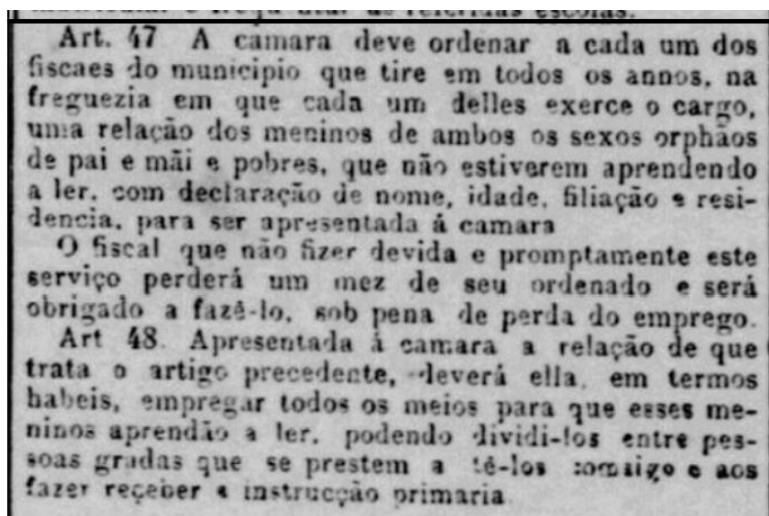 de referidas escolas.
Art. 47 A camara deve ordenar a cada um dos
fiscaes do municipio que tire em todos os annos, na
freguezia em que cada um delles exerce o cargo,
uma relação dos meninos de ambos os sexos orphãos
de pai e mãi e pobres, que não estiverem aprendendo
a ler, com declaração de nome, idade, filiação e resi-
dencia, para ser apresentada á camara
O fiscal que não fizer devida e promptamente este
serviço perderá um mez de seu ordenado e será
obrigado a fazê-lo, sob pena de perda do emprego.
Art 48. Apresentada á camara a relação de que
trata o artigo precedente, deverá ella, em termos
habeis, empregar todos os meios para que esses me-
ninos aprendão a ler, podendo dividi-los entre pes-
soas gradas que se prestem a tê-los comsigo e aos
fazer receber a instrucção primaria